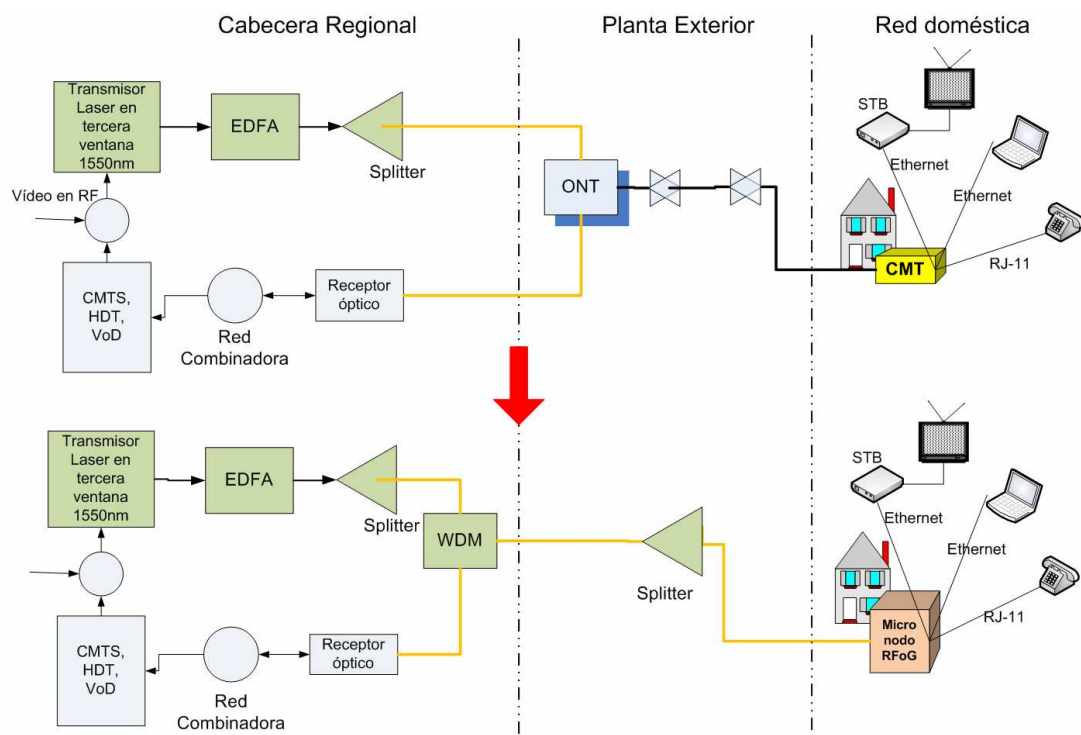 Cabecera Regional
Planta Exterior
Red doméstica
Transmisor
Laser en
tercera
ventana
1550nm
EDFA
Splitter
STB
Ethernet
Ethernet
ONT
Vídeo en RF
RJ-11
CMT
CMTS,
HDT,
VoD
Receptor
óptico
Red
Combinadora
Transmisor
Laser en
tercera
ventana
1550nm
EDFA
Splitter
STB
Ethernet
Ethernet
WDM
Splitter
RJ-11
Micro
nodo
RFoG
CMTS,
HDT,
VoD
Receptor
óptico
Red
Combinadora